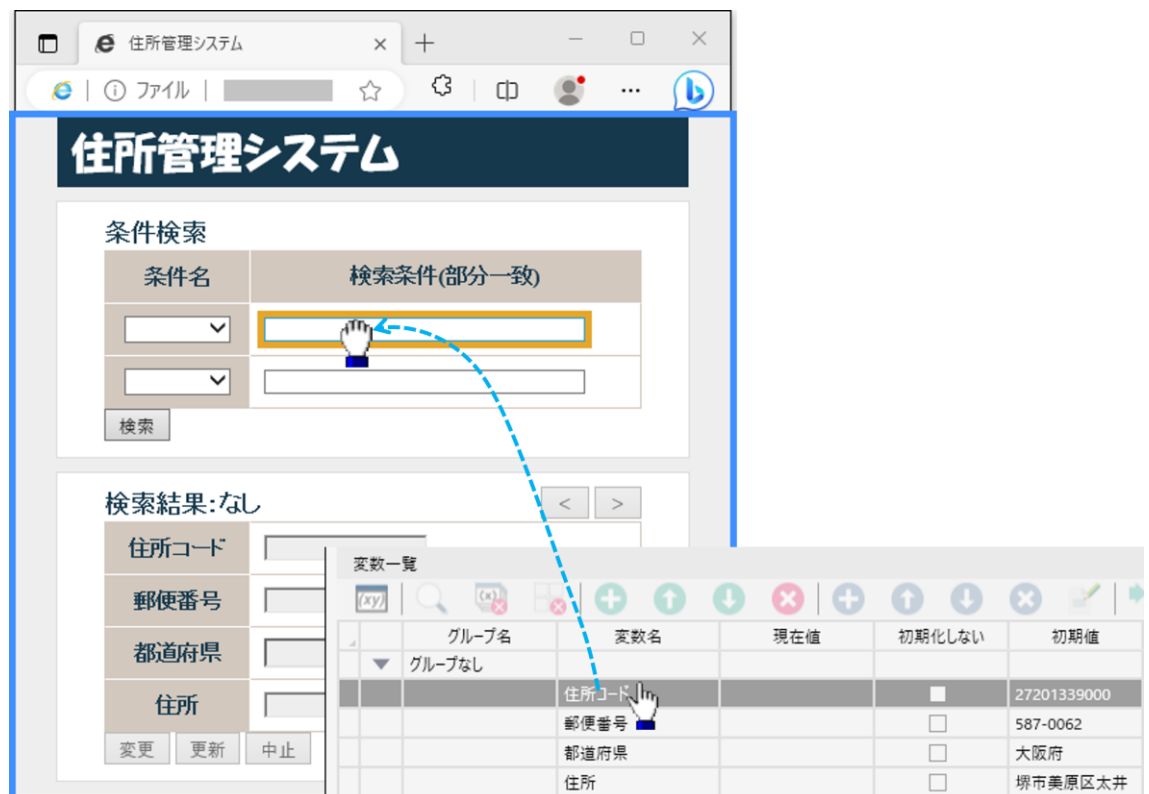 住所管理システム
ファイル
住所管理システム
条件検索
条件名 検索条件(部分一致)
検索
検索結果:なし < >
住所コード
郵便番号
都道府県
住所
変更 更新 中止
変数一覧
(xy) (x)
グループ名 変数名 現在値 初期化しない 初期値
グループなし
住所コード 27201339000
郵便番号 587-0062
都道府県 大阪府
住所 堺市美原区太井